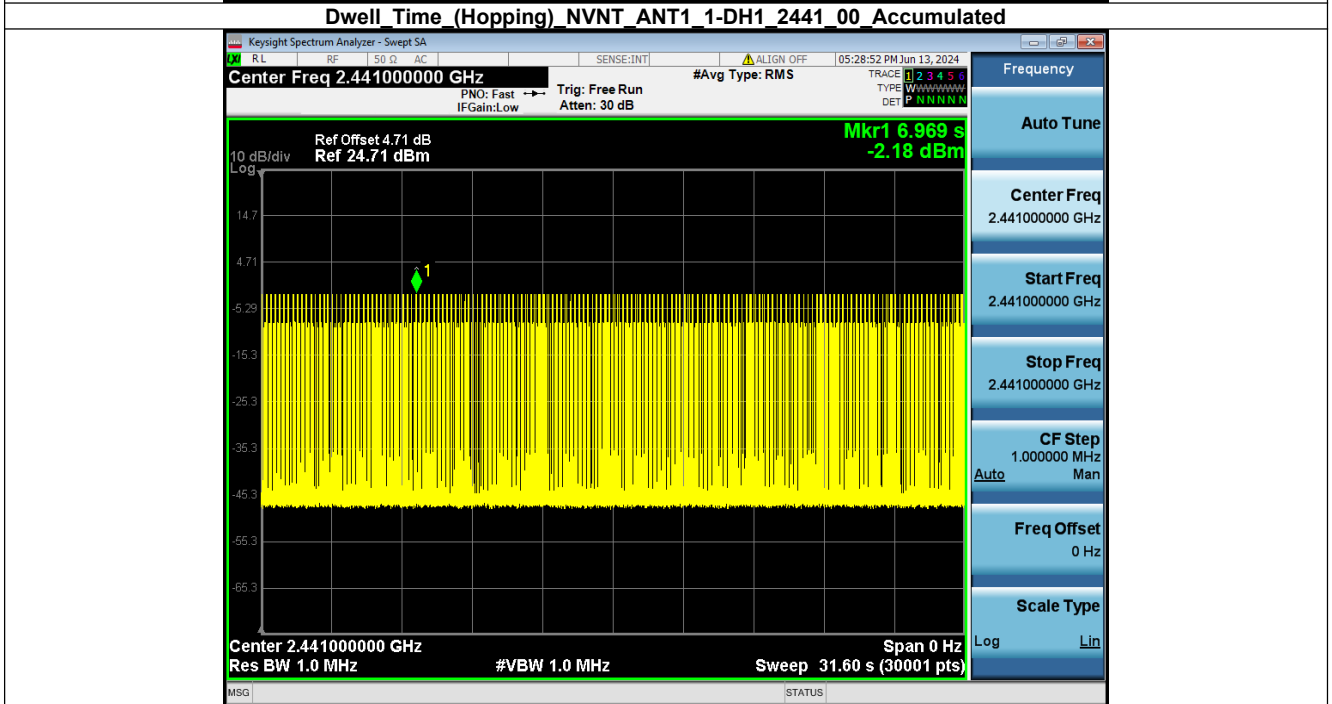 Dwell_Time_(Hopping)_NVNT_ANT1_1-DH1_2441_00_Accumulated
Keysight Spectrum Analyzer - Swept SA
LXI RL RF 50 Ω AC SENSE:INT ALIGN OFF 05:28:52 PM Jun 13, 2024
Center Freq 2.441000000 GHz
#Avg Type: RMS
TRACE 1 2 3 4 5 6
TYPE WWWWWW
DET P N N N N N
PNO: Fast
IFGain:Low
Trig: Free Run
Atten: 30 dB
Mkr1 6.969 s
-2.18 dBm
Ref Offset 4.71 dB
10 dB/div Ref 24.71 dBm
Log
14.7
4.71
-5.29
-15.3
-25.3
-35.3
-45.3
-55.3
-65.3
1
Center 2.441000000 GHz Span 0 Hz
Res BW 1.0 MHz #VBW 1.0 MHz Sweep 31.60 s (30001 pts)
MSG STATUS
Frequency
Auto Tune
Center Freq
2.441000000 GHz
Start Freq
2.441000000 GHz
Stop Freq
2.441000000 GHz
CF Step
1.000000 MHz
Auto Man
Freq Offset
0 Hz
Scale Type
Log Lin